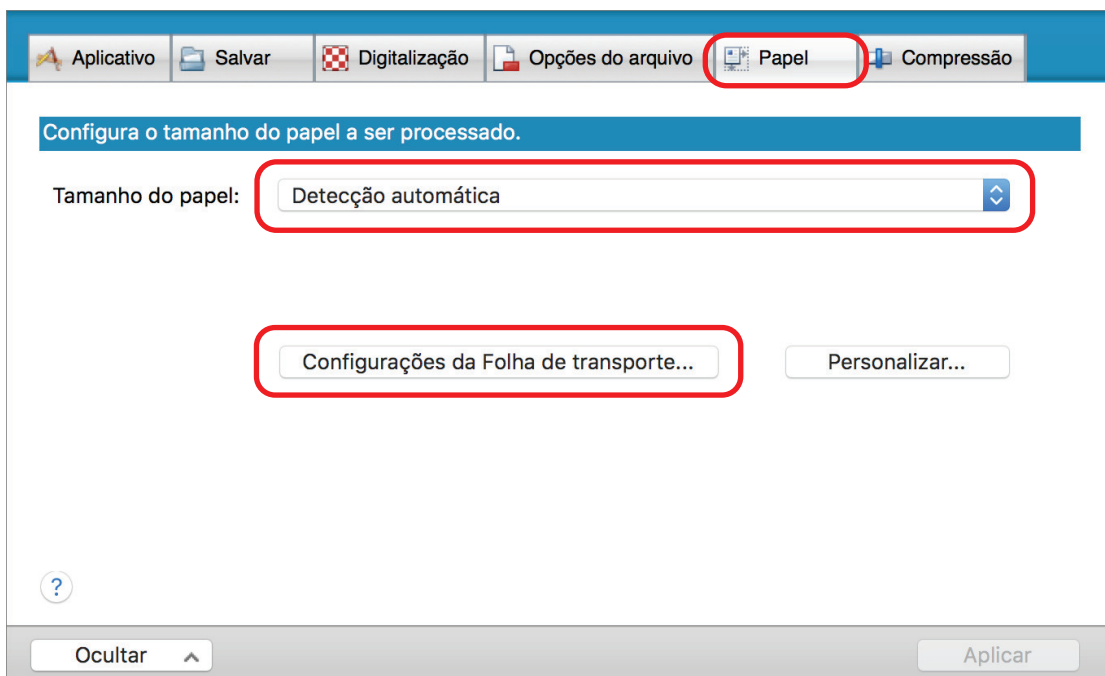 Aplicativo Salvar Digitalização Opções do arquivo Papel Compressão
Configura o tamanho do papel a ser processado.
Tamanho do papel: Detecção automática
Configurações da Folha de transporte... Personalizar...
?
Ocultar Aplicar